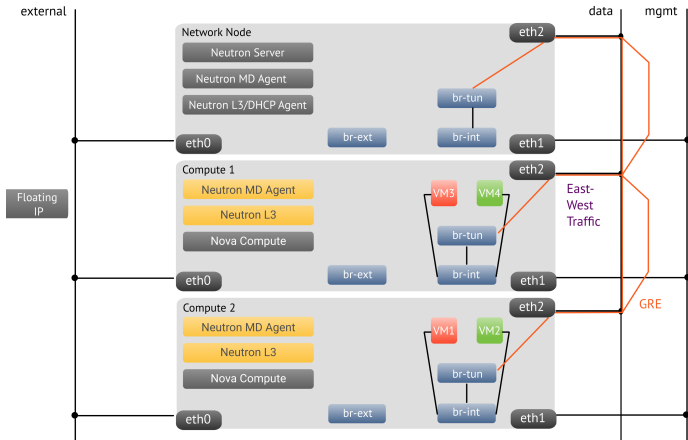 external
data
mgmt
Network Node
eth2
Neutron Server
Neutron MD Agent
Neutron L3/DHCP Agent
br-tun
eth0
br-ext
br-int
eth1
Compute 1
eth2
Neutron MD Agent
VM3
VM4
East-
West
Traffic
Floating
IP
Neutron L3
Nova Compute
br-tun
eth0
br-ext
br-int
eth1
Compute 2
eth2
GRE
Neutron MD Agent
VM1
VM2
Neutron L3
Nova Compute
br-tun
eth0
br-ext
br-int
eth1